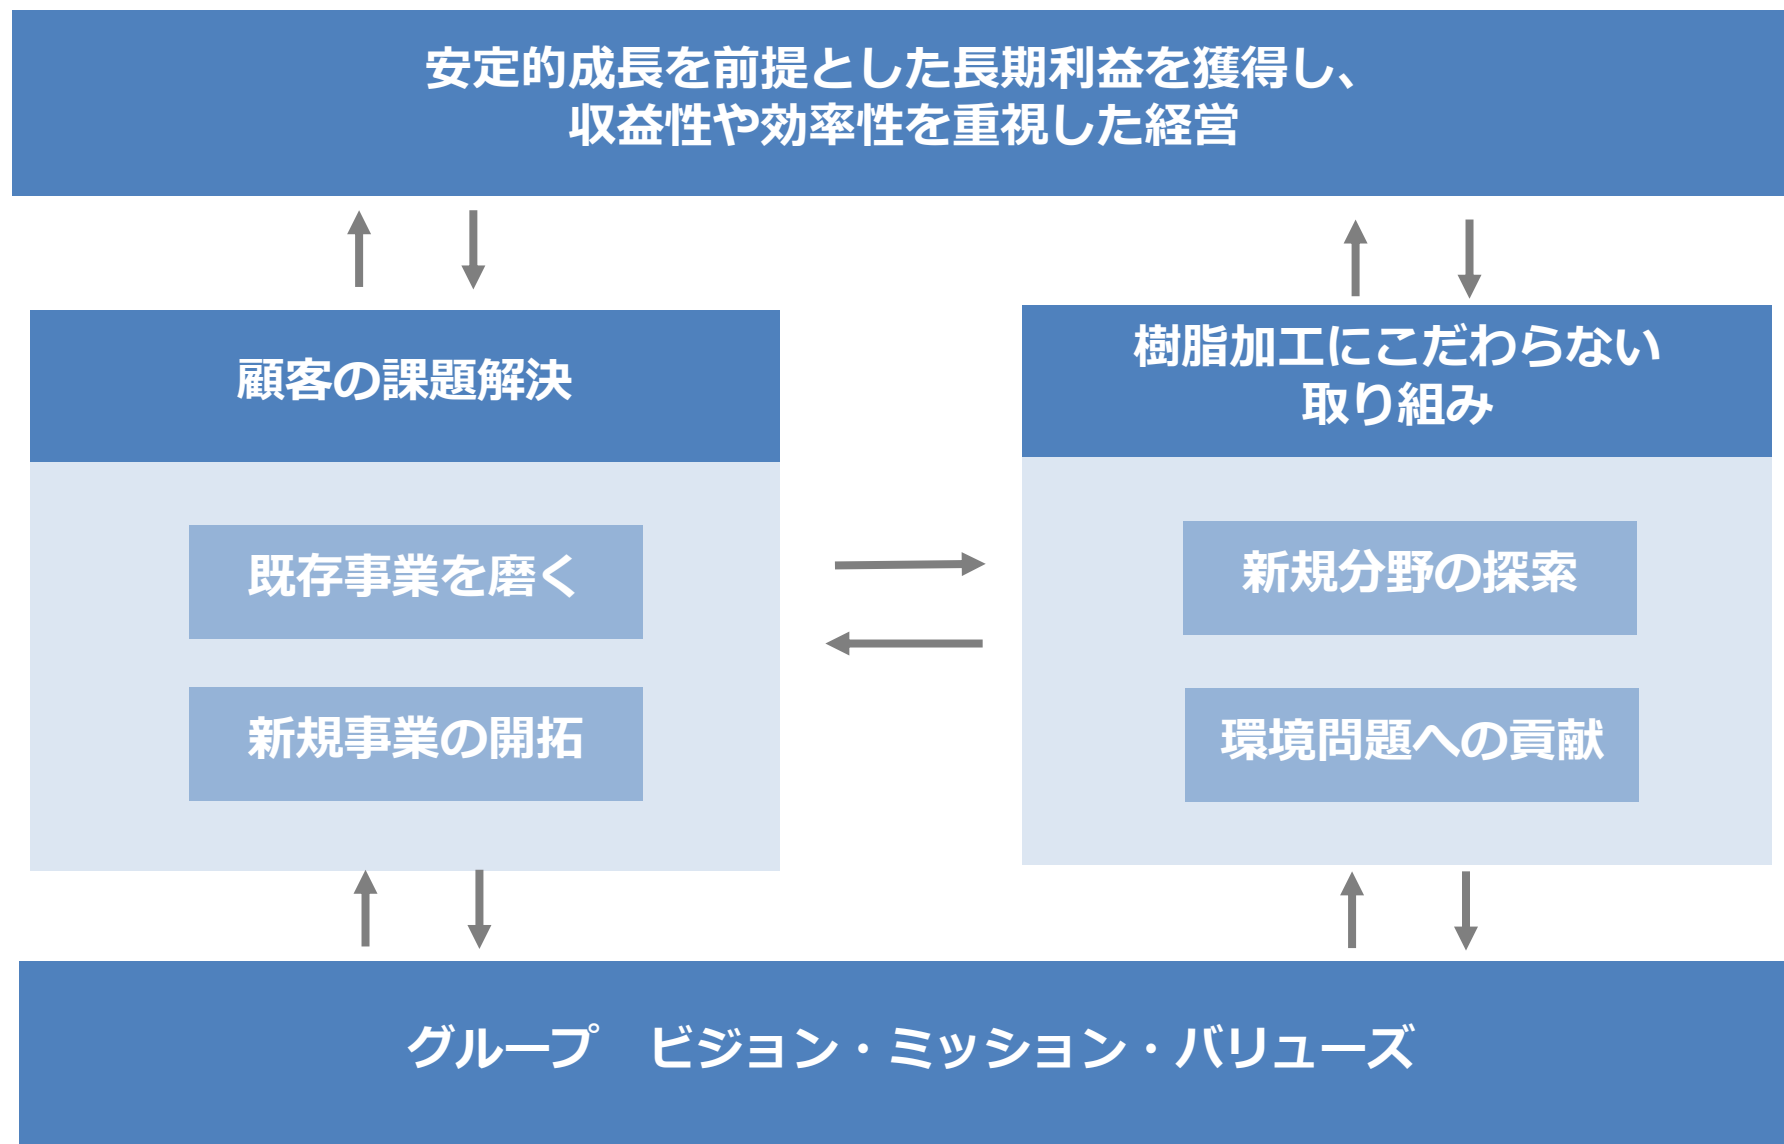 安定的成長を前提とした長期利益を獲得し、
収益性や効率性を重視した経営
顧客の課題解決
既存事業を磨く
新規事業の開拓
樹脂加工にこだわらない
取り組み
新規分野の探索
環境問題への貢献
グループ　ビジョン・ミッション・バリューズ